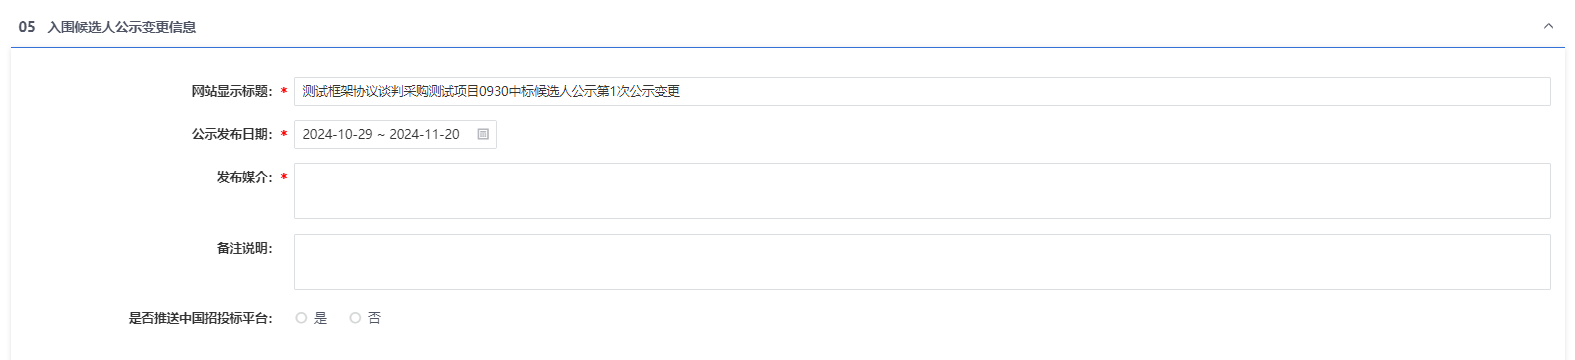 05 入围候选人公示变更信息
网站显示标题: * 测试框架协议谈判采购测试项目0930中标候选人公示第1次公示变更
公示发布日期: * 2024-10-29 ~ 2024-11-20
发布媒介: *
备注说明:
是否推送中国招投标平台: 是 否